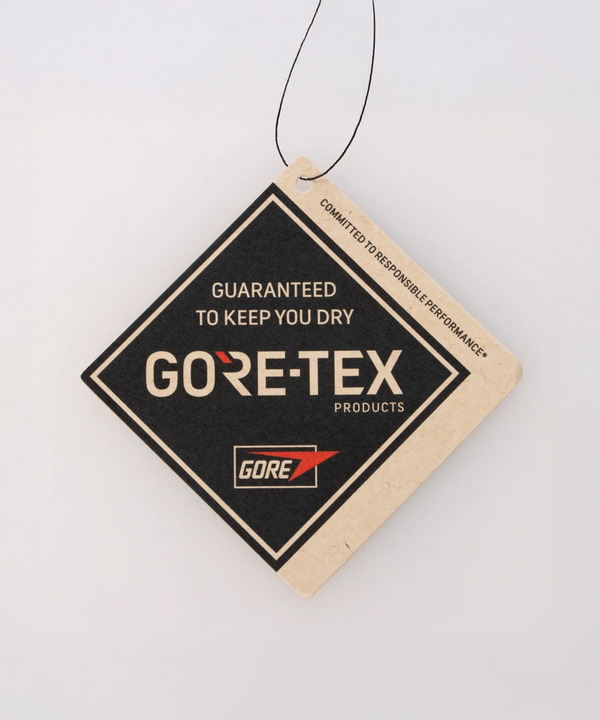 COMMITTED TO RESPONSIBLE PERFORMANCE*
GUARANTEED
TO KEEP YOU DRY
GORE-TEX
PRODUCTS
GORE